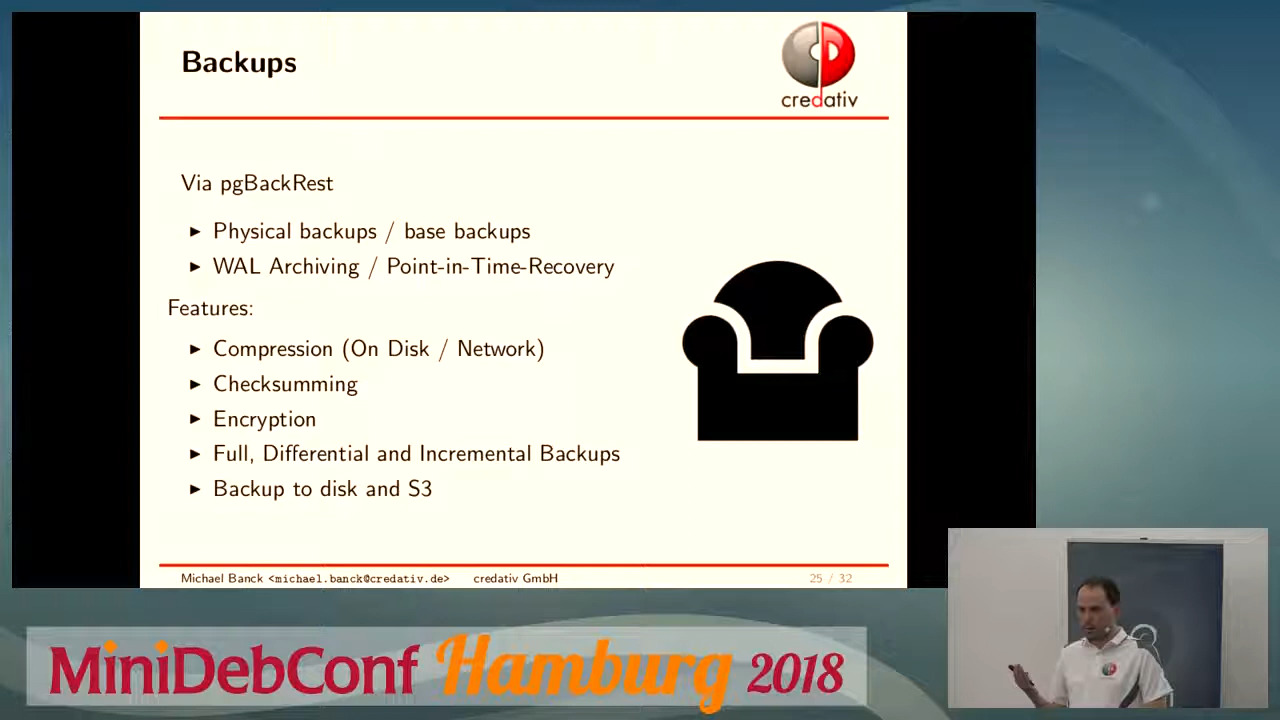 Backups
credativ
Via pgBackRest
► Physical backups / base backups
► WAL Archiving / Point-in-Time-Recovery
Features:
► Compression (On Disk / Network)
► Checksumming
► Encryption
► Full, Differential and Incremental Backups
► Backup to disk and S3
Michael Banck <michael.banck@credativ.de> credativ GmbH 25 / 32
MiniDebConf Hamburg 2018